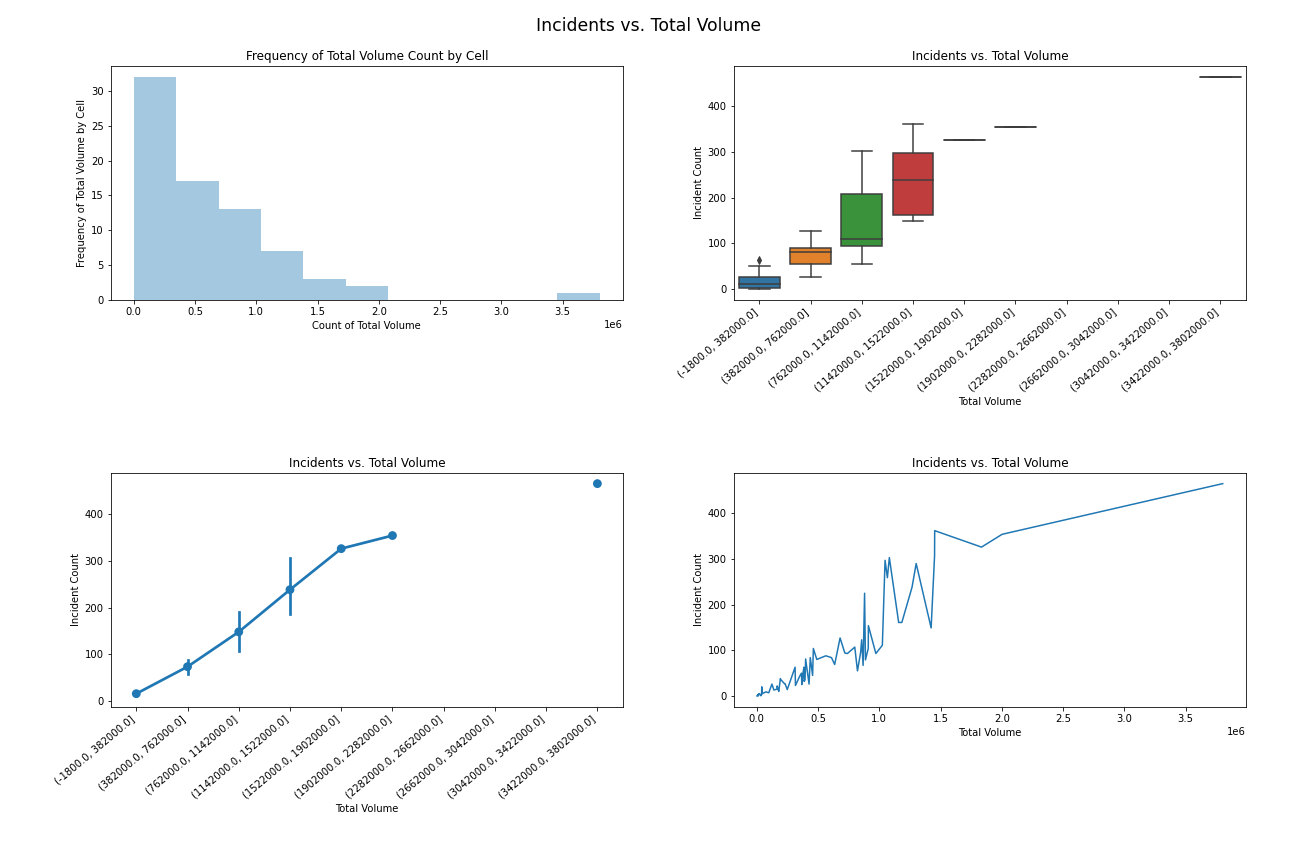 Incidents vs. Total Volume
Frequency of Total Volume Count by Cell
Frequency of Total Volume by Cell
30
25
20
15
10
5
0
0.0 0.5 1.0 1.5 2.0 2.5 3.0 3.5
1e6
Count of Total Volume
Incidents vs. Total Volume
Incident Count
400
300
200
100
0
(-1800.0, 382000.0]
(382000.0, 762000.0]
(762000.0, 1142000.0]
(1142000.0, 1522000.0]
(1522000.0, 1902000.0]
(1902000.0, 2282000.0]
(2282000.0, 2662000.0]
(2662000.0, 3042000.0]
(3042000.0, 3422000.0]
(3422000.0, 3802000.0]
Total Volume
Incidents vs. Total Volume
Incident Count
400
300
200
100
0
(-1800.0, 382000.0]
(382000.0, 762000.0]
(762000.0, 1142000.0]
(1142000.0, 1522000.0]
(1522000.0, 1902000.0]
(1902000.0, 2282000.0]
(2282000.0, 2662000.0]
(2662000.0, 3042000.0]
(3042000.0, 3422000.0]
(3422000.0, 3802000.0]
Total Volume
Incidents vs. Total Volume
Incident Count
400
300
200
100
0
0.0 0.5 1.0 1.5 2.0 2.5 3.0 3.5
1e6
Total Volume